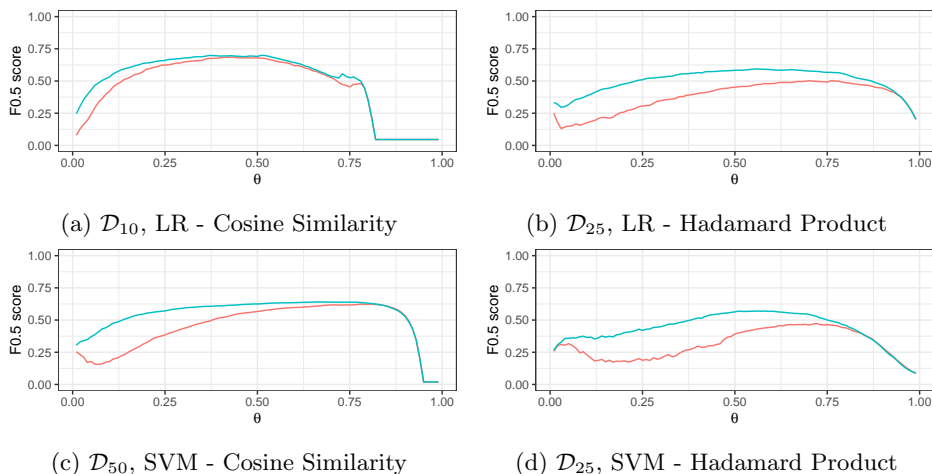 1.00
0.75
0.50
0.25
0.00
F0.5 score
0.00 0.25 0.50 0.75 1.00
θ
(a) 𝒟10, LR - Cosine Similarity
1.00
0.75
0.50
0.25
0.00
F0.5 score
0.00 0.25 0.50 0.75 1.00
θ
(b) 𝒟25, LR - Hadamard Product
1.00
0.75
0.50
0.25
0.00
F0.5 score
0.00 0.25 0.50 0.75 1.00
θ
(c) 𝒟50, SVM - Cosine Similarity
1.00
0.75
0.50
0.25
0.00
F0.5 score
0.00 0.25 0.50 0.75 1.00
θ
(d) 𝒟25, SVM - Hadamard Product